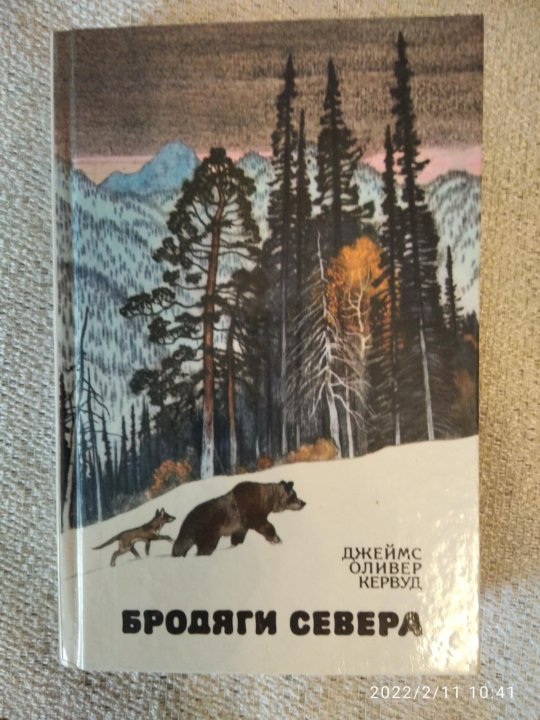 ДЖЕЙМС
ОЛИВЕР
КЕРВУД
БРОДЯГИ СЕВЕРА
2022/2/11 10:41